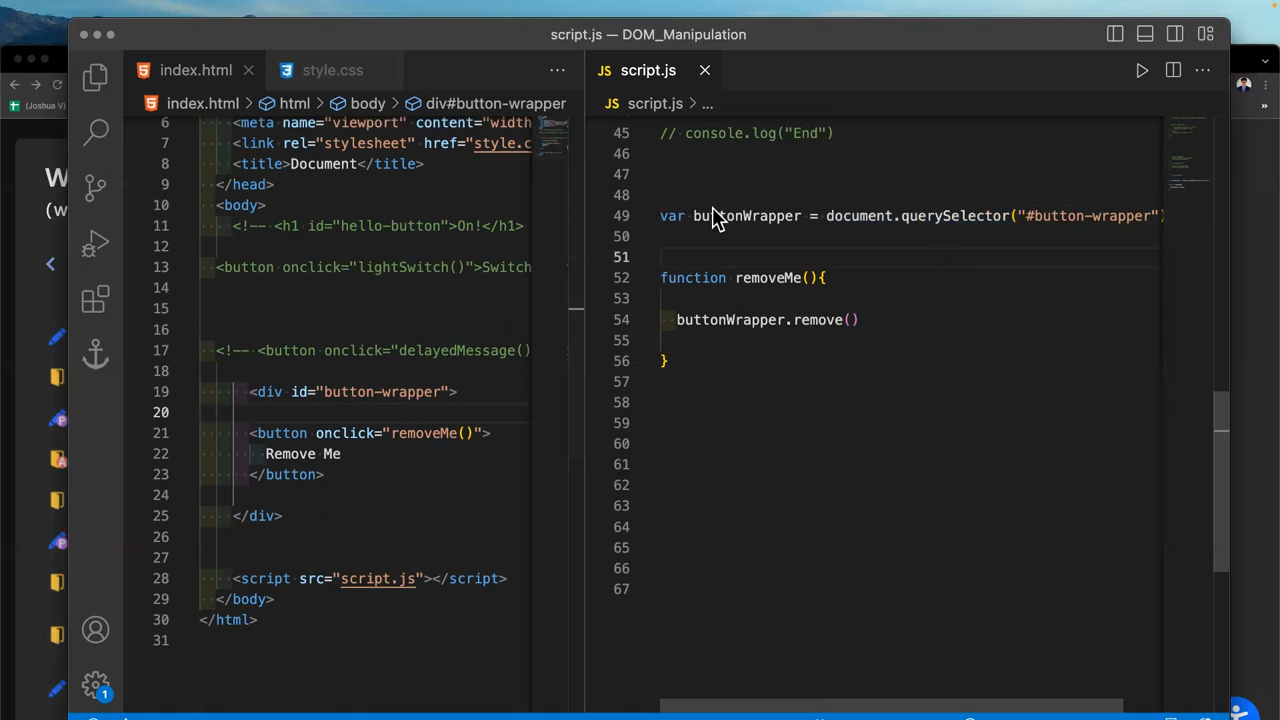 script.js — DOM_Manipulation
index.html
style.css
script.js
index.html > html > body > div#button-wrapper
script.js > ...
(Joshua V)
W
(w
6 <meta name="viewport" content="width
7 <link rel="stylesheet" href="style.c
8 <title>Document</title>
9 </head>
10 <body>
11 <!-- <h1 id="hello-button">On!</h1>
12
13 <button onclick="lightSwitch()">Switch
14
15
16
17 <!-- <button onclick="delayedMessage()
18
19 <div id="button-wrapper">
20
21 <button onclick="removeMe()">
22 Remove Me
23 </button>
24
25 </div>
26
27
28 <script src="script.js"></script>
29 </body>
30 </html>
31
45 // console.log("End")
46
47
48
49 var buttonWrapper = document.querySelector("#button-wrapper")
50
51
52 function removeMe(){
53
54 buttonWrapper.remove()
55
56 }
57
58
59
60
61
62
63
64
65
66
67
1